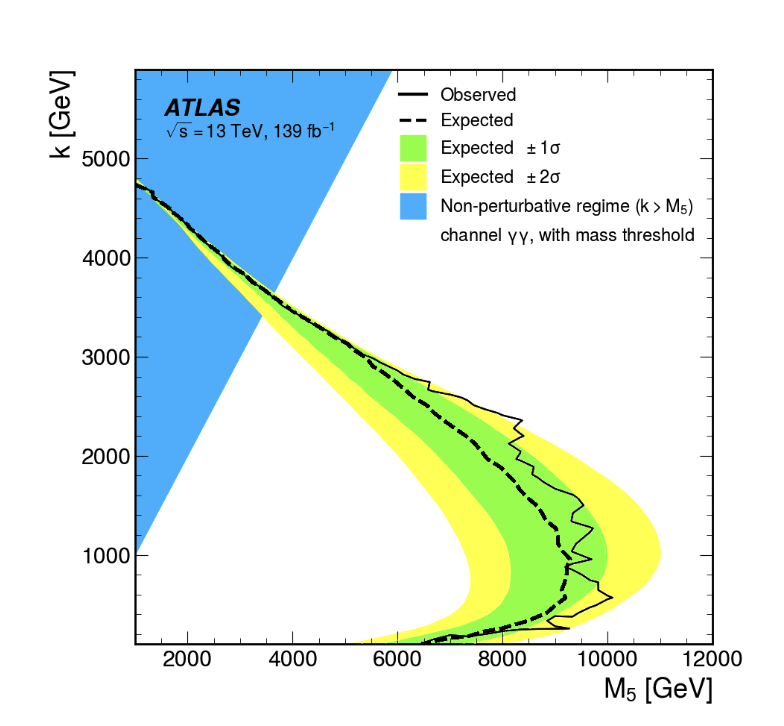 k [GeV]
ATLAS
√s = 13 TeV, 139 fb⁻¹
Observed
Expected
Expected ± 1σ
Expected ± 2σ
Non-perturbative regime (k > M₅)
channel γγ, with mass threshold
5000
4000
3000
2000
1000
2000 4000 6000 8000 10000 12000
M₅ [GeV]